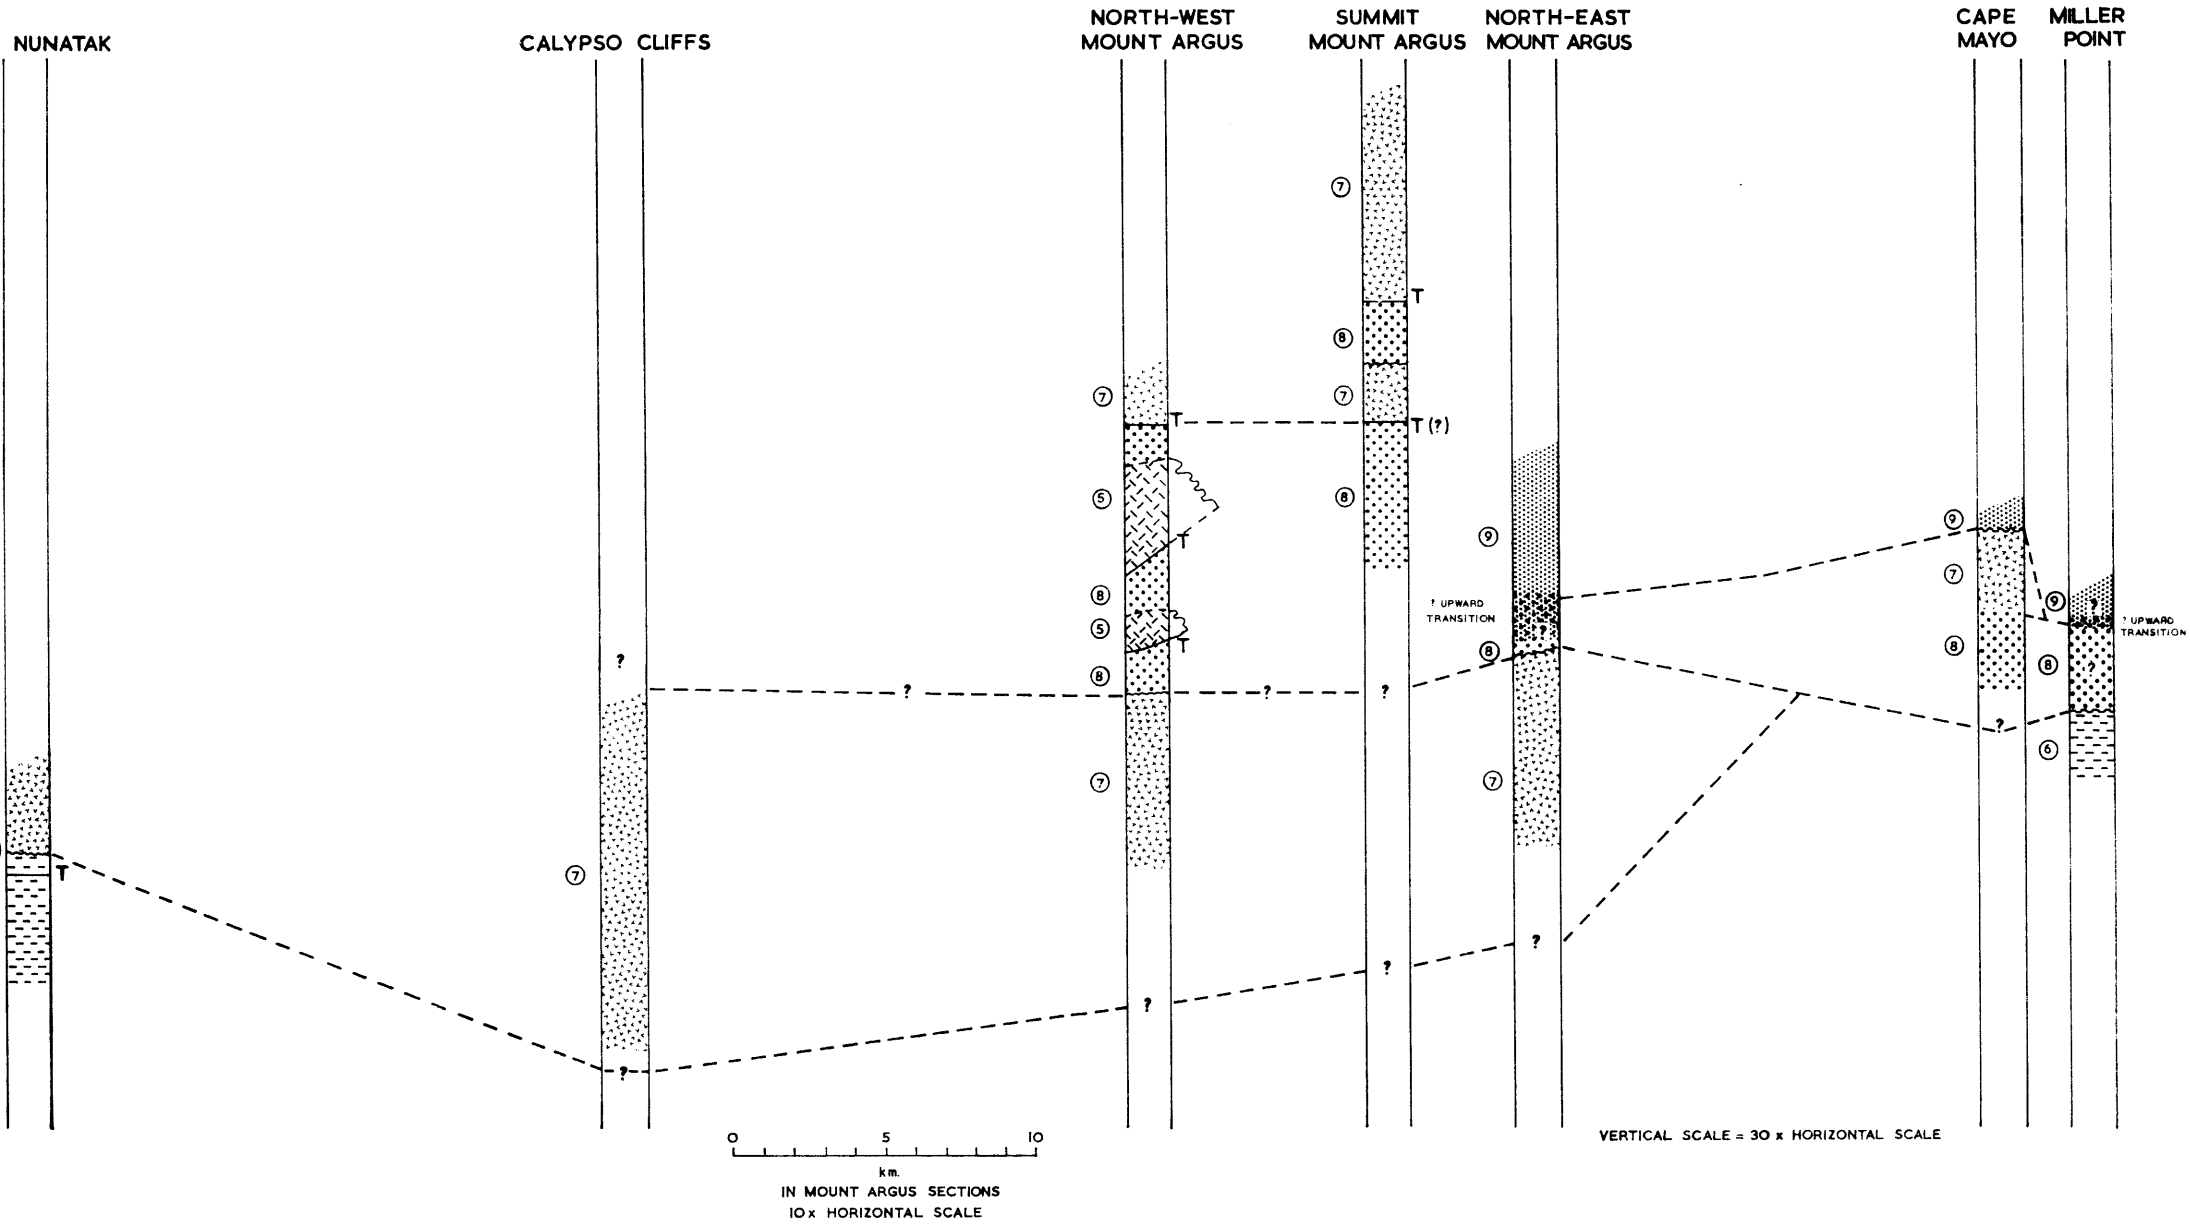 NUNATAK
CALYPSO CLIFFS
NORTH-WEST
MOUNT ARGUS
SUMMIT
MOUNT ARGUS
NORTH-EAST
MOUNT ARGUS
CAPE
MAYO
MILLER
POINT
T
?
7
?
7
T
5
T
8
5
T
8
7
?
?
?
7
T
8
7
T (?)
8
?
?
9
? UPWARD
TRANSITION
?
8
7
?
9
7
8
?
9
?
? UPWARD
TRANSITION
8
?
6
0 5 10
km.
IN MOUNT ARGUS SECTIONS
10 x HORIZONTAL SCALE
VERTICAL SCALE = 30 x HORIZONTAL SCALE